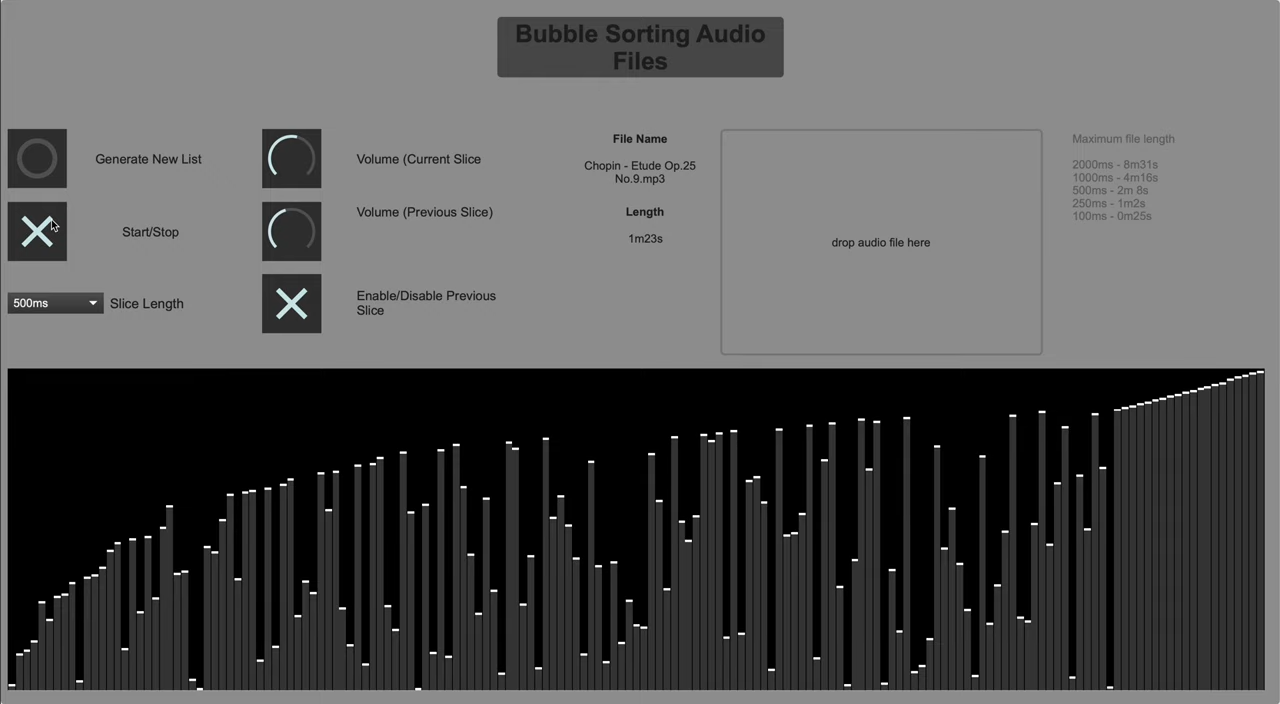 Bubble Sorting Audio
Files
Generate New List
Start/Stop
500ms
Slice Length
Volume (Current Slice
Volume (Previous Slice)
Enable/Disable Previous
Slice
File Name
Chopin - Etude Op.25
No.9.mp3
Length
1m23s
drop audio file here
Maximum file length
2000ms - 8m31s
1000ms - 4m16s
500ms - 2m 8s
250ms - 1m2s
100ms - 0m25s